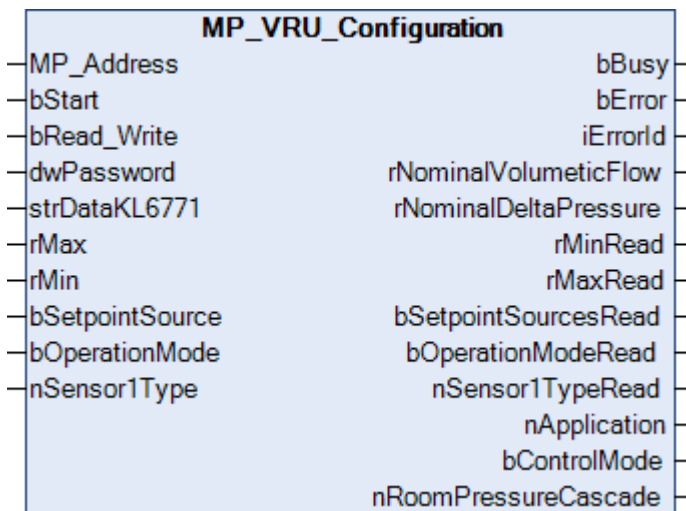 MP_VRU_Configuration
MP_Address bBusy
bStart bError
bRead_Write iErrorId
dwPassword rNominalVolumeticFlow
strDataKL6771 rNominalDeltaPressure
rMax rMinRead
rMin rMaxRead
bSetpointSource bSetpointSourcesRead
bOperationMode bOperationModeRead
nSensor1Type nSensor1TypeRead
nApplication
bControlMode
nRoomPressureCascade